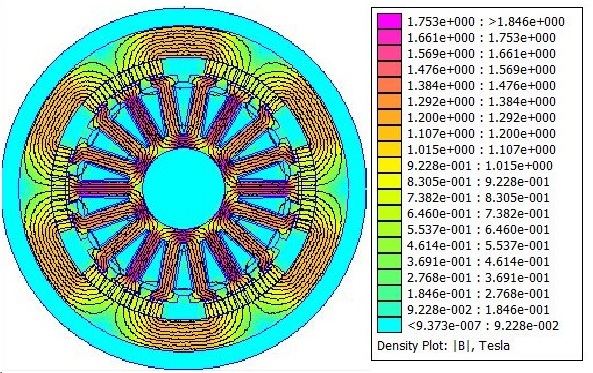 1.753e+000 : >1.846e+000
1.661e+000 : 1.753e+000
1.569e+000 : 1.661e+000
1.476e+000 : 1.569e+000
1.384e+000 : 1.476e+000
1.292e+000 : 1.384e+000
1.200e+000 : 1.292e+000
1.107e+000 : 1.200e+000
1.015e+000 : 1.107e+000
9.228e-001 : 1.015e+000
8.305e-001 : 9.228e-001
7.382e-001 : 8.305e-001
6.460e-001 : 7.382e-001
5.537e-001 : 6.460e-001
4.614e-001 : 5.537e-001
3.691e-001 : 4.614e-001
2.768e-001 : 3.691e-001
1.846e-001 : 2.768e-001
9.228e-002 : 1.846e-001
<9.373e-007 : 9.228e-002
Density Plot: |B|, Tesla